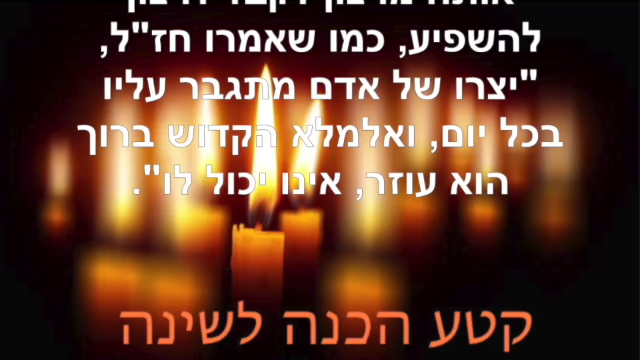 להשפיע, כמו שאמרו חז"ל,
"יצרו של אדם מתגבר עליו
בכל יום, ואלמלא הקדוש ברוך
הוא עוזר, אינו יכול לו".
קטע הכנה לשינה